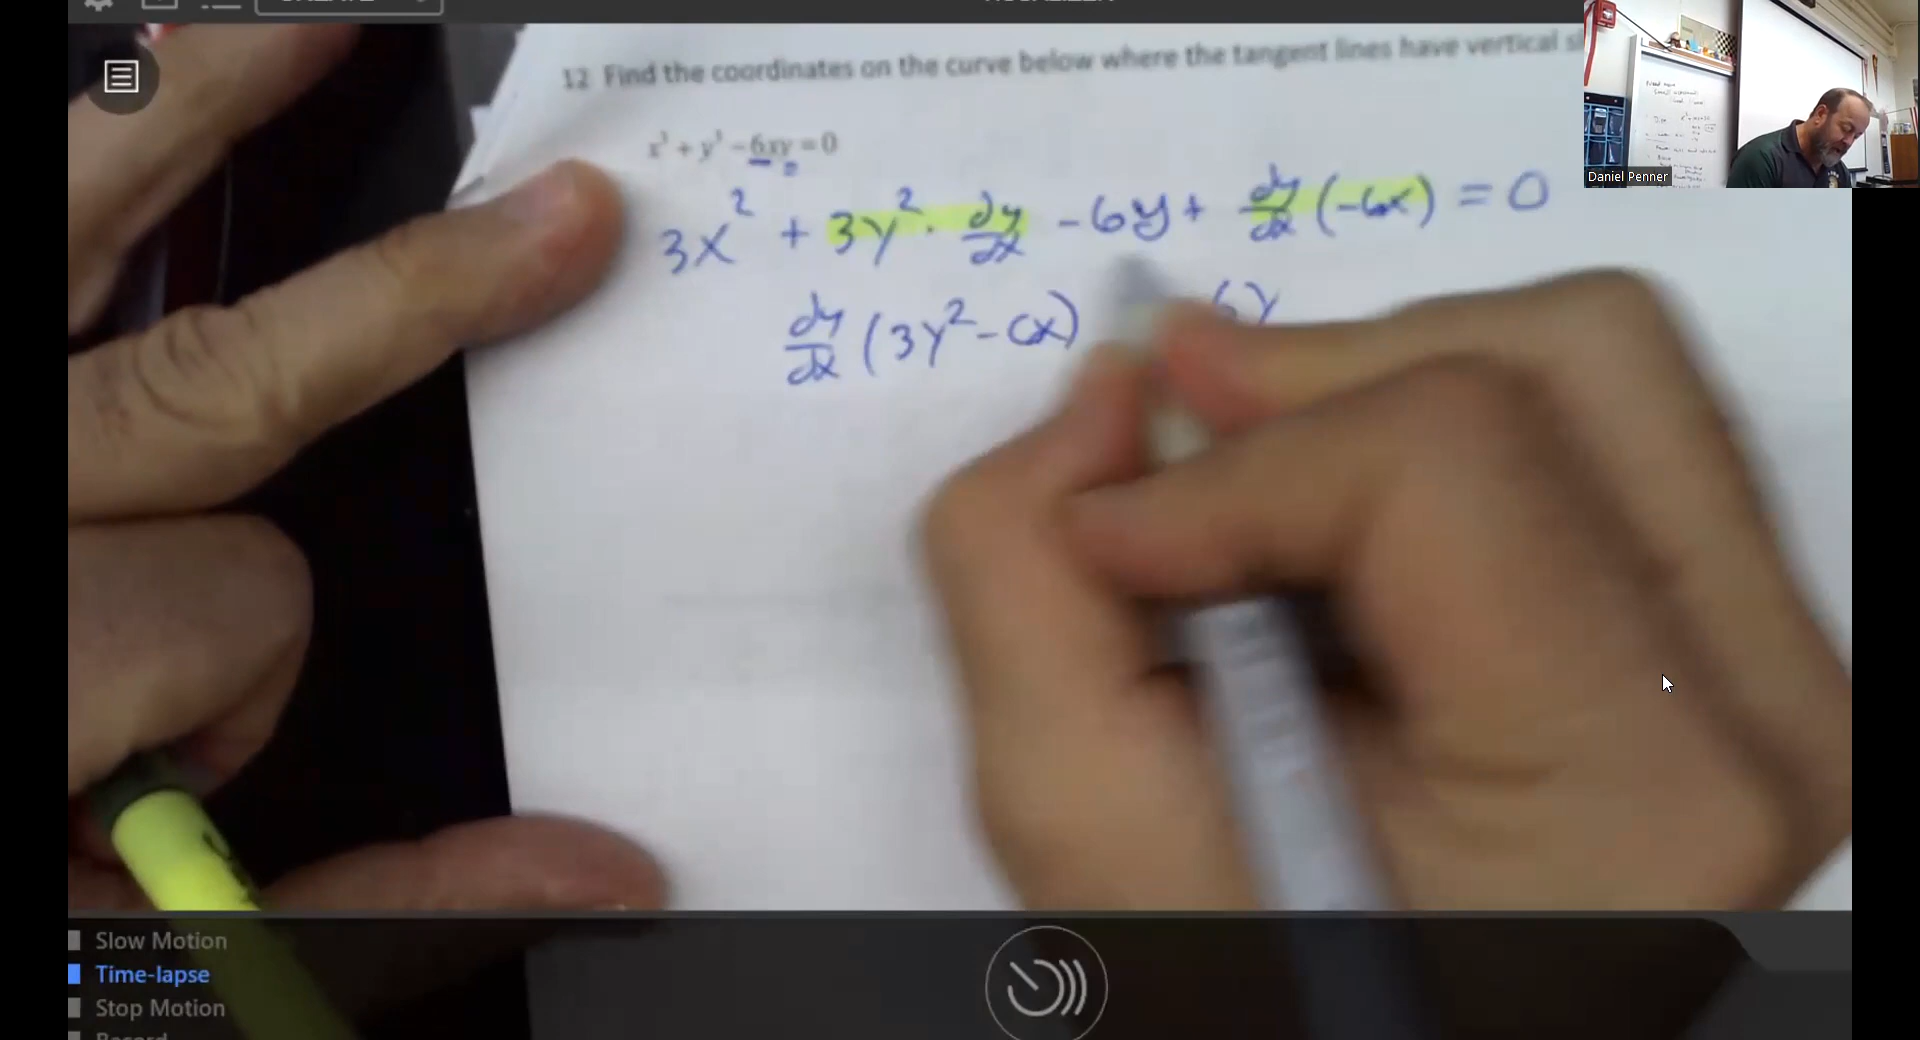 12 Find the coordinates on the curve below where the tangent lines have vertical
x³ + y³ − 6xy = 0
3x² + 3y² · dy/dx − 6y + dy/dx (−6x) = 0
dy/dx (3y² − 6x) 6y
Daniel Penner
Slow Motion
Time-lapse
Stop Motion